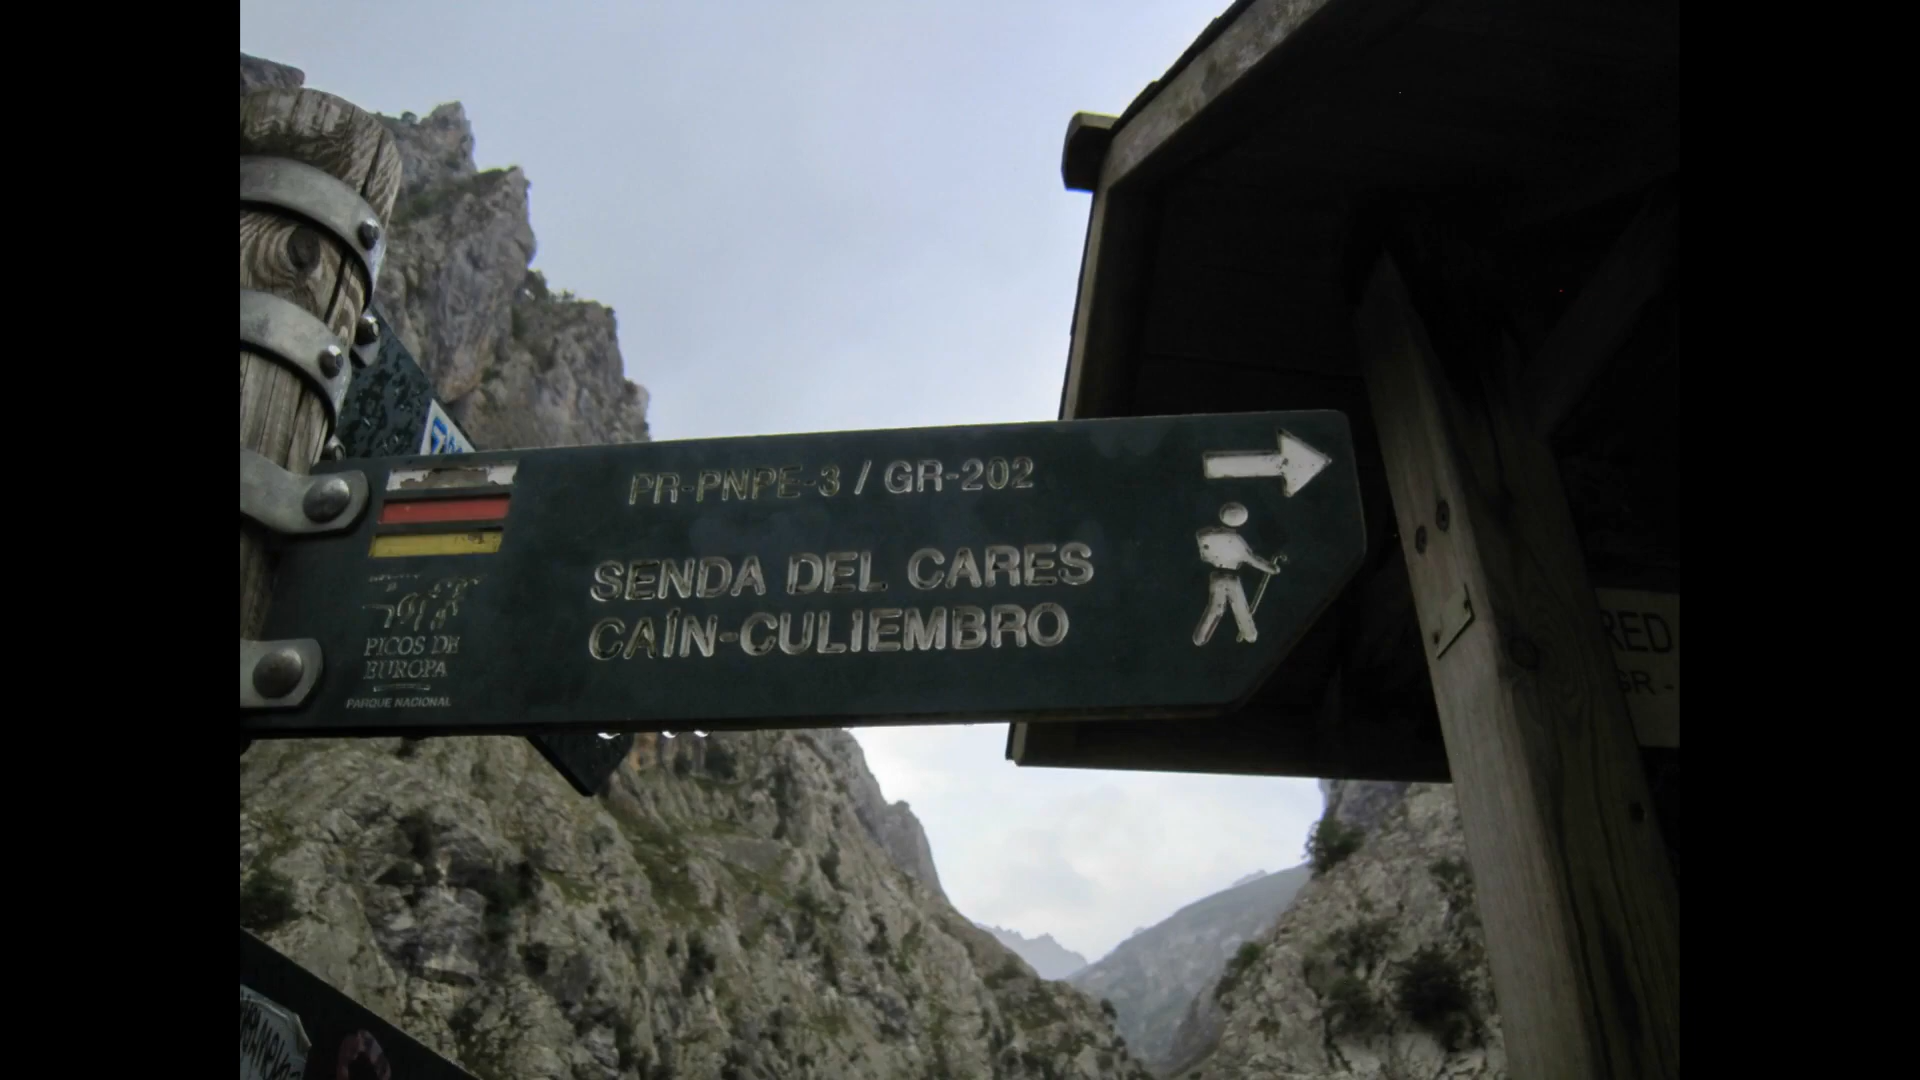 PR-PNPE-3 / GR-202
SENDA DEL CARES
CAÍN-CULIEMBRO
PICOS DE
EUROPA
PARQUE NACIONAL
RED
GR -